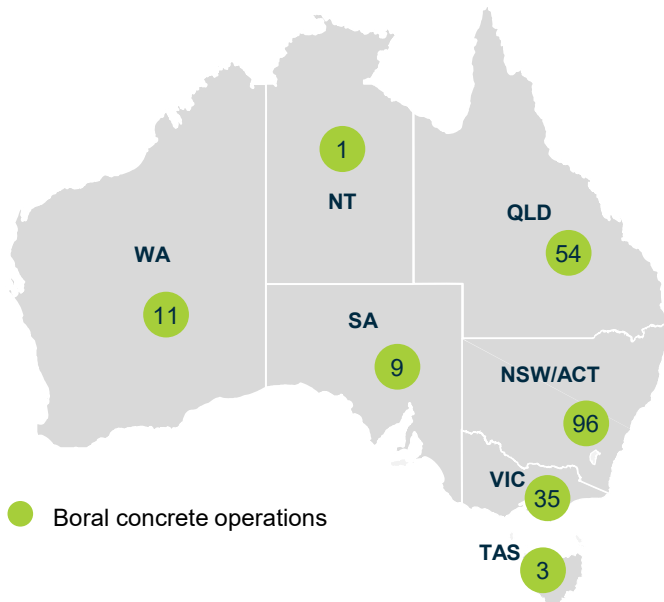 1
NT
QLD
54
WA
11
SA
9
NSW/ACT
96
VIC
35
Boral concrete operations
TAS
3